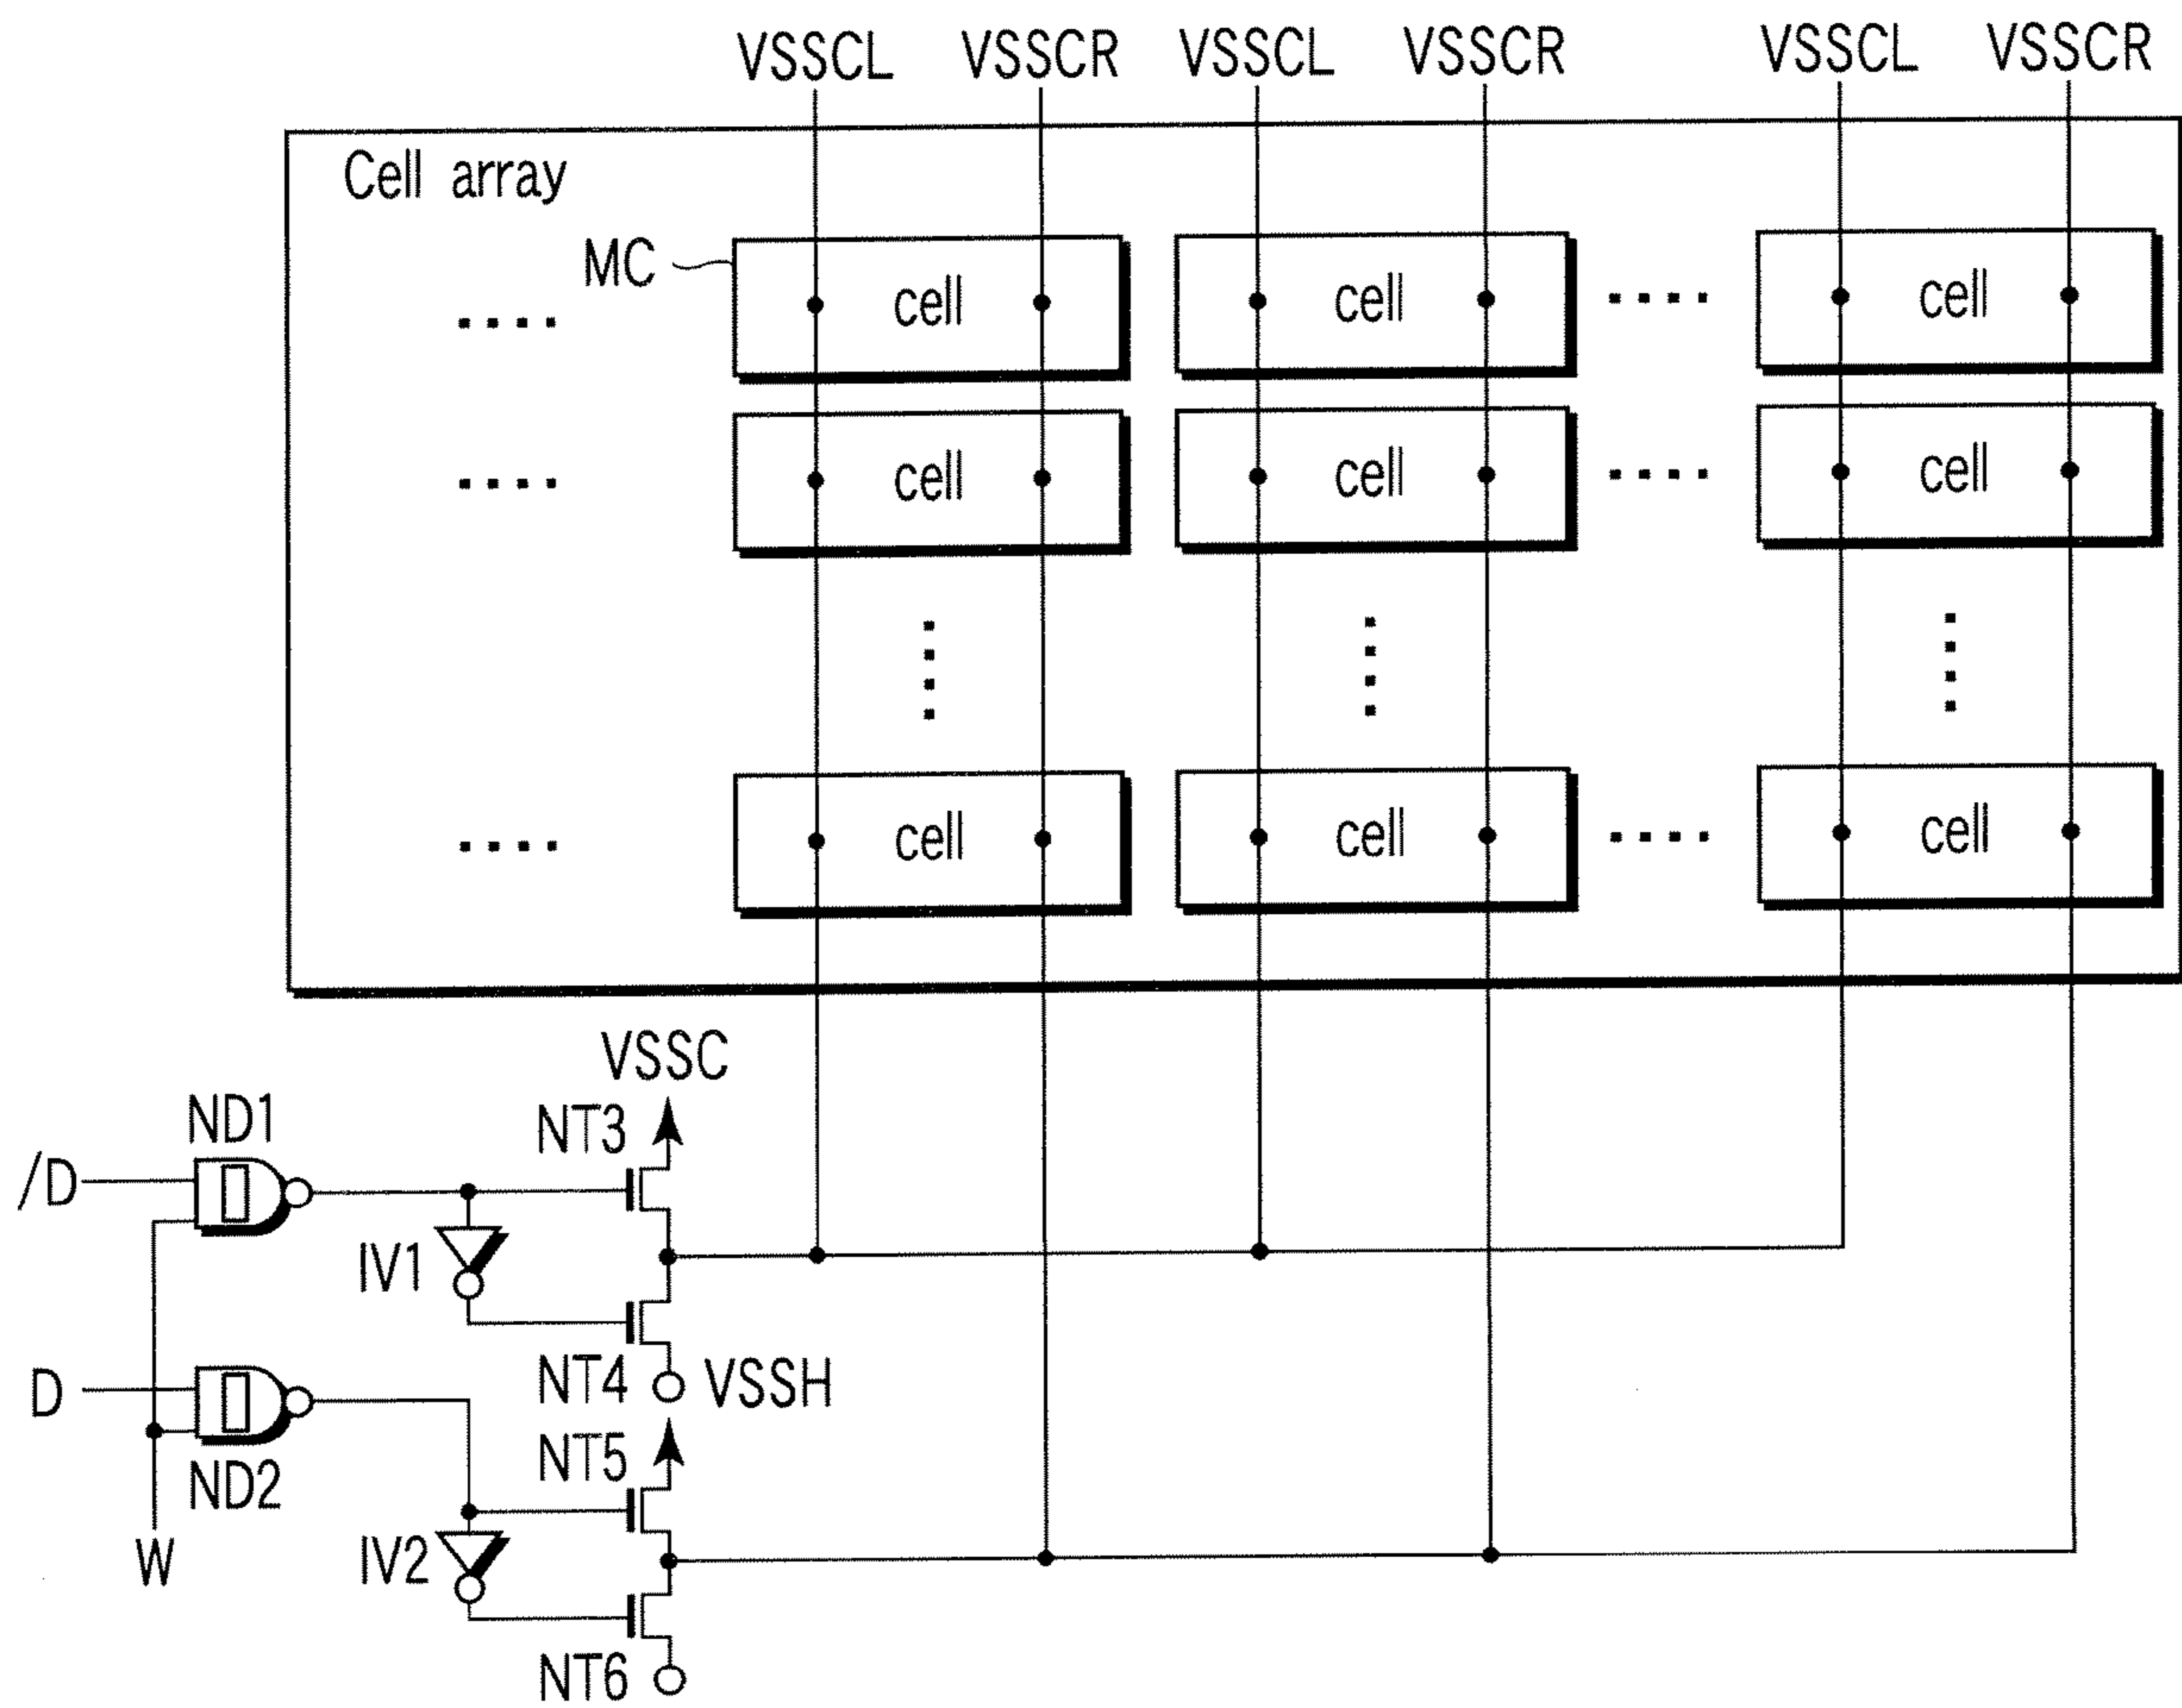 VSSCL VSSCR VSSCL VSSCR VSSCL VSSCR
Cell array
MC
cell cell cell
cell cell cell
cell cell cell
VSSC
ND1
NT3
/D
IV1
NT4 VSSH
D
NT5
ND2
IV2
W
NT6